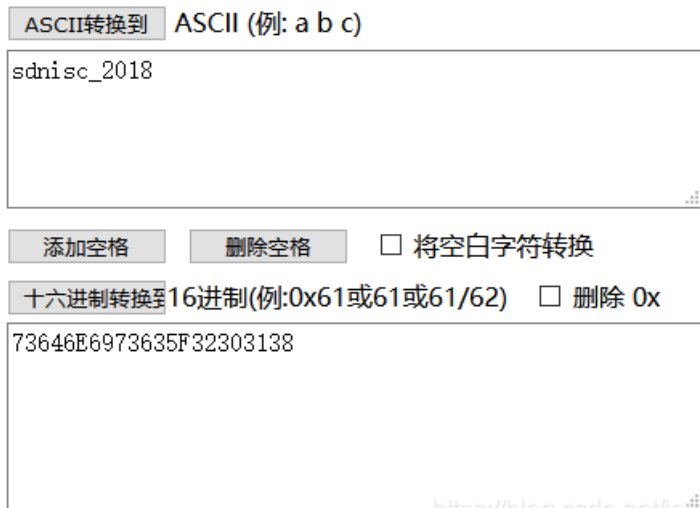 ASCII转换到 ASCII (例: a b c)
sdnisc_2018
添加空格 删除空格 将空白字符转换
十六进制转换到16进制(例:0x61或61或61/62) 删除 0x
73646E6973635F32303138